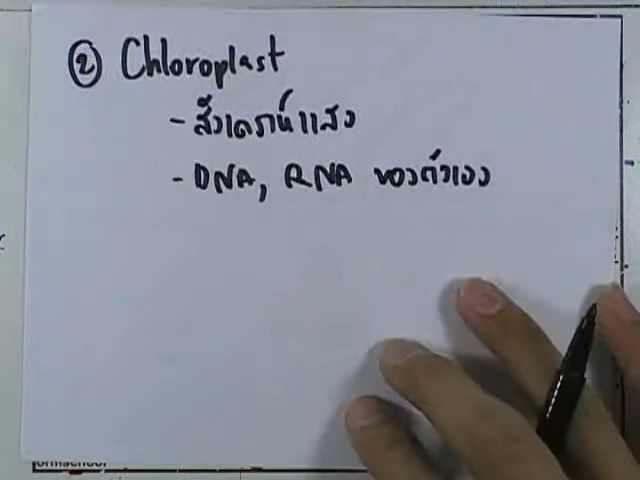 ② Chloroplast
- สังเคราห์แสง
- DNA, RNA ของตัวเอง